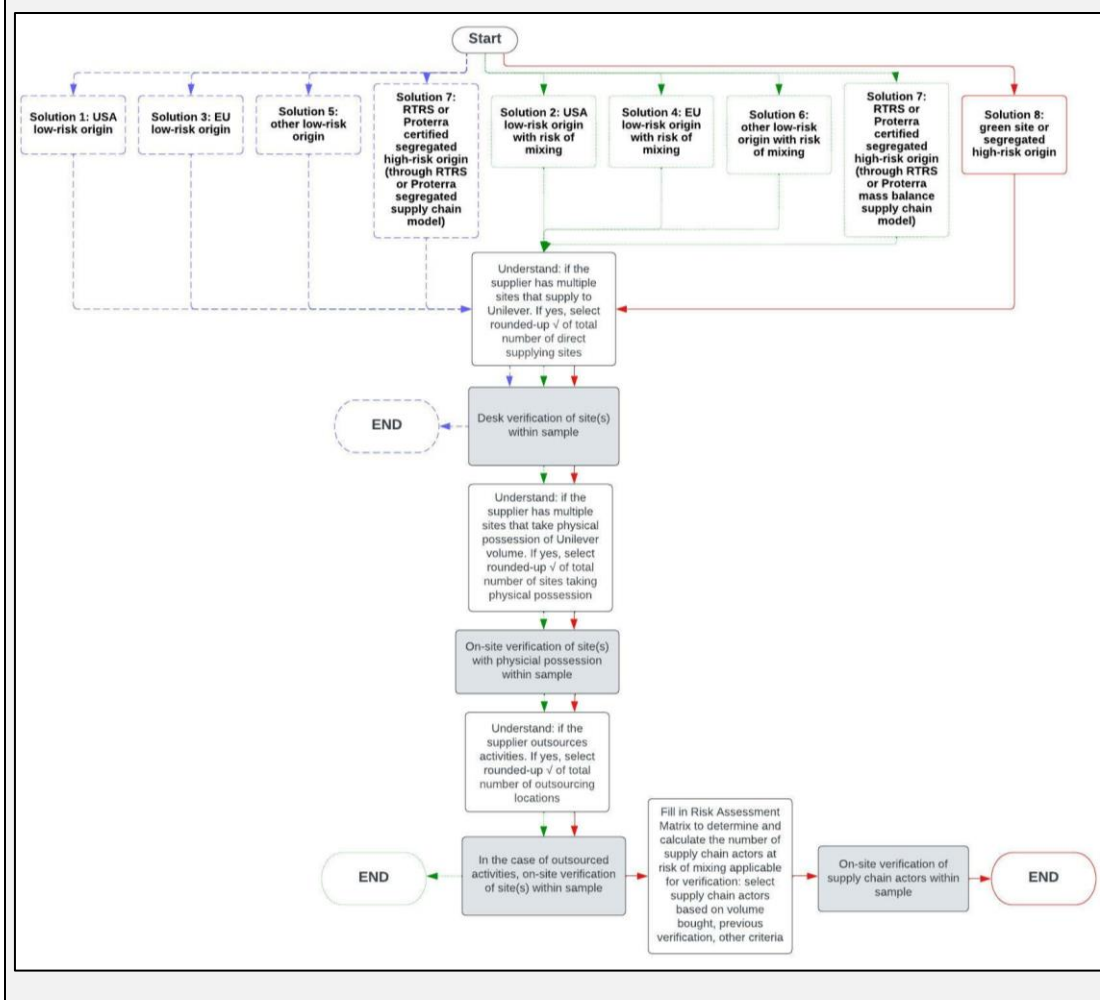 Start
Solution 1: USA
low-risk origin
Solution 3: EU
low-risk origin
Solution 5:
other low-risk
origin
Solution 7:
RTRS or
Proterra
certified
segregated
high-risk origin
(through RTRS
or Proterra
segregated
supply chain
model)
Solution 2: USA
low-risk origin
with risk of
mixing
Solution 4: EU
low-risk origin
with risk of
mixing
Solution 6:
other low-risk
origin with risk
of mixing
Solution 7:
RTRS or
Proterra
certified
segregated
high-risk origin
(through RTRS
or Proterra
mass balance
supply chain
model)
Solution 8:
green site or
segregated
high-risk origin
Understand: if the
supplier has multiple
sites that supply to
Unilever. If yes, select
rounded-up √ of total
number of direct
supplying sites
Desk verification of site(s)
within sample
END
Understand: if the
supplier has multiple
sites that take physical
possession of Unilever
volume. If yes, select
rounded-up √ of total
number of sites taking
physical possession
On-site verification of site(s)
with physicial possession
within sample
Understand: if the
supplier outsources
activities. If yes, select
rounded-up √ of total
number of outsourcing
locations
END
In the case of outsourced
activities, on-site verification
of site(s) within sample
Fill in Risk Assessment
Matrix to determine and
calculate the number of
supply chain actors at
risk of mixing applicable
for verification: select
supply chain actors
based on volume
bought, previous
verification, other criteria
On-site verification of
supply chain actors within
sample
END